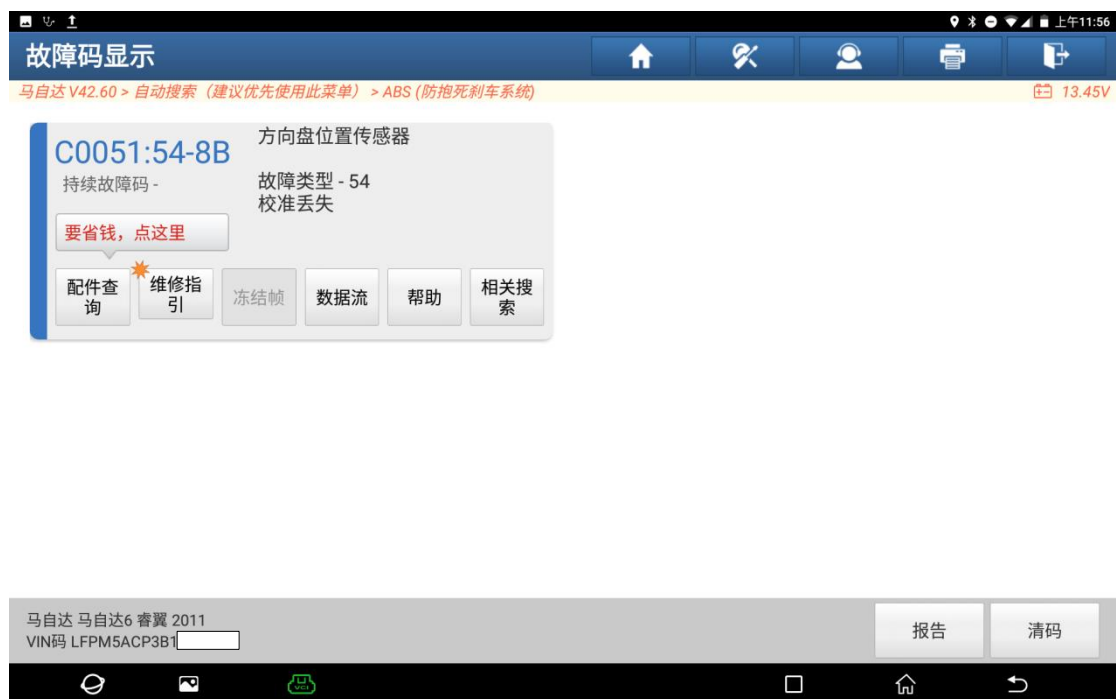 上午11:56
故障码显示
马自达 V42.60 > 自动搜索（建议优先使用此菜单）> ABS (防抱死刹车系统)
13.45V
C0051:54-8B
方向盘位置传感器
持续故障码 -
故障类型 - 54
校准丢失
要省钱，点这里
配件查
询
维修指
引
冻结帧
数据流
帮助
相关搜
索
马自达 马自达6 睿翼 2011
VIN码 LFPM5ACP3B1
报告
清码
VCI